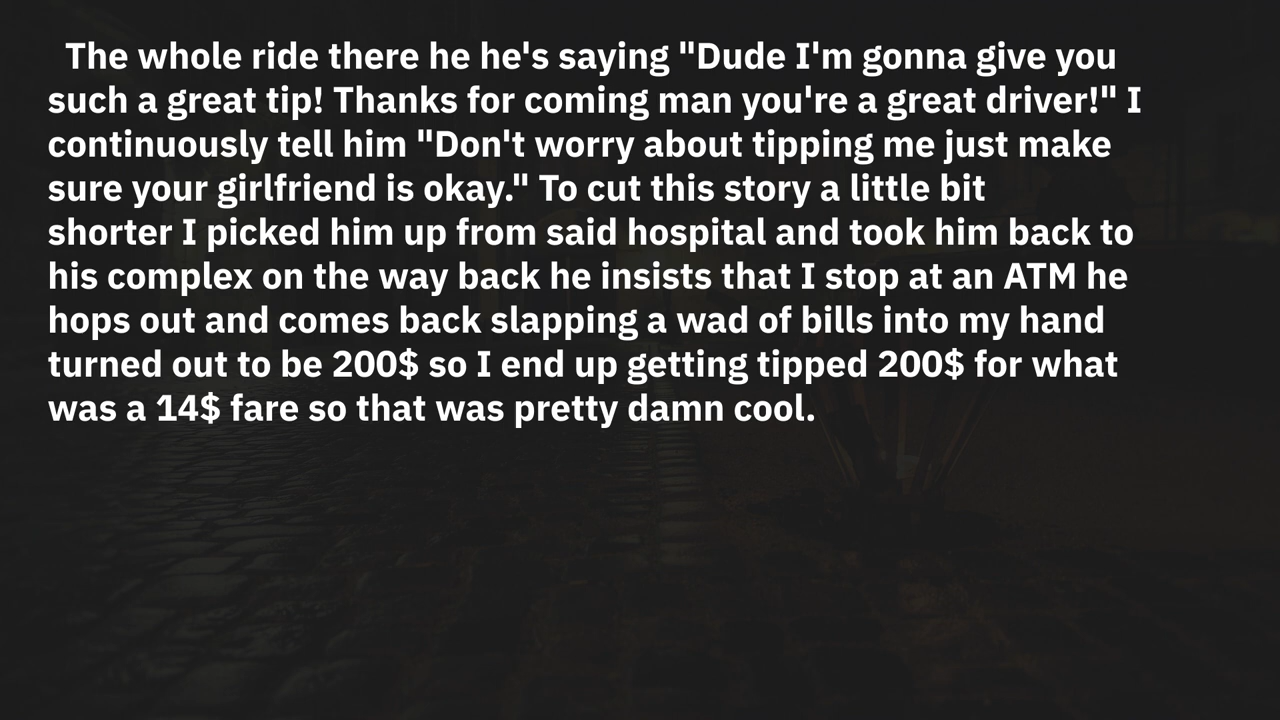 The whole ride there he he's saying "Dude I'm gonna give you
such a great tip! Thanks for coming man you're a great driver!" I
continuously tell him "Don't worry about tipping me just make
sure your girlfriend is okay." To cut this story a little bit
shorter I picked him up from said hospital and took him back to
his complex on the way back he insists that I stop at an ATM he
hops out and comes back slapping a wad of bills into my hand
turned out to be 200$ so I end up getting tipped 200$ for what
was a 14$ fare so that was pretty damn cool.